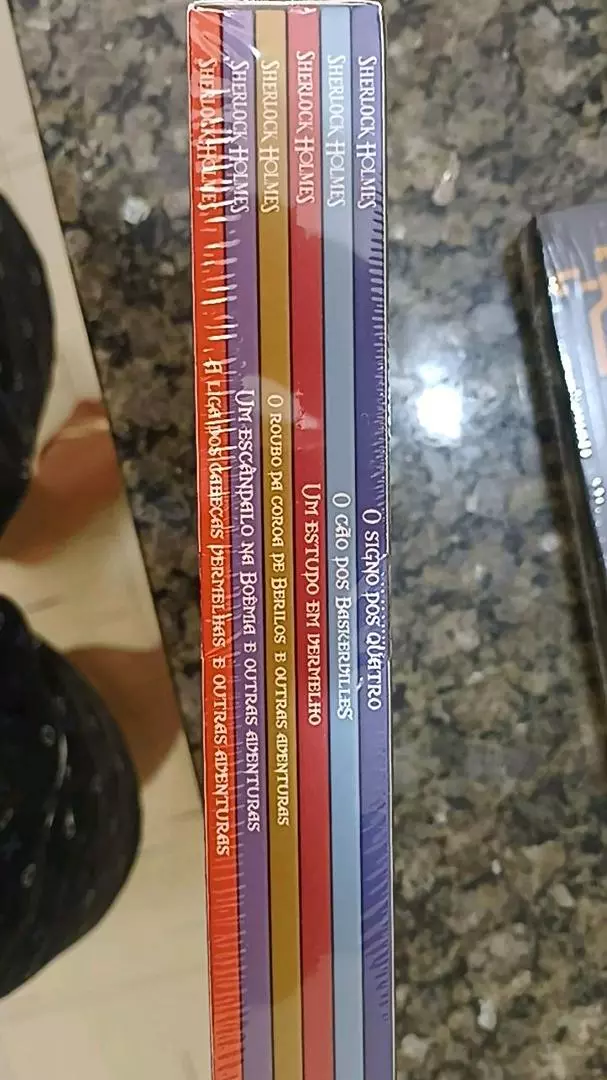 Sherlock Holmes O signo dos quatro
Sherlock Holmes O cão dos Baskervilles
Sherlock Holmes Um estudo em vermelho
Sherlock Holmes O roubo da coroa de Berilos e outras aventuras
Sherlock Holmes Um escândalo na Boêmia e outras aventuras
Sherlock Holmes A liga dos cabeças vermelhas e outras aventuras